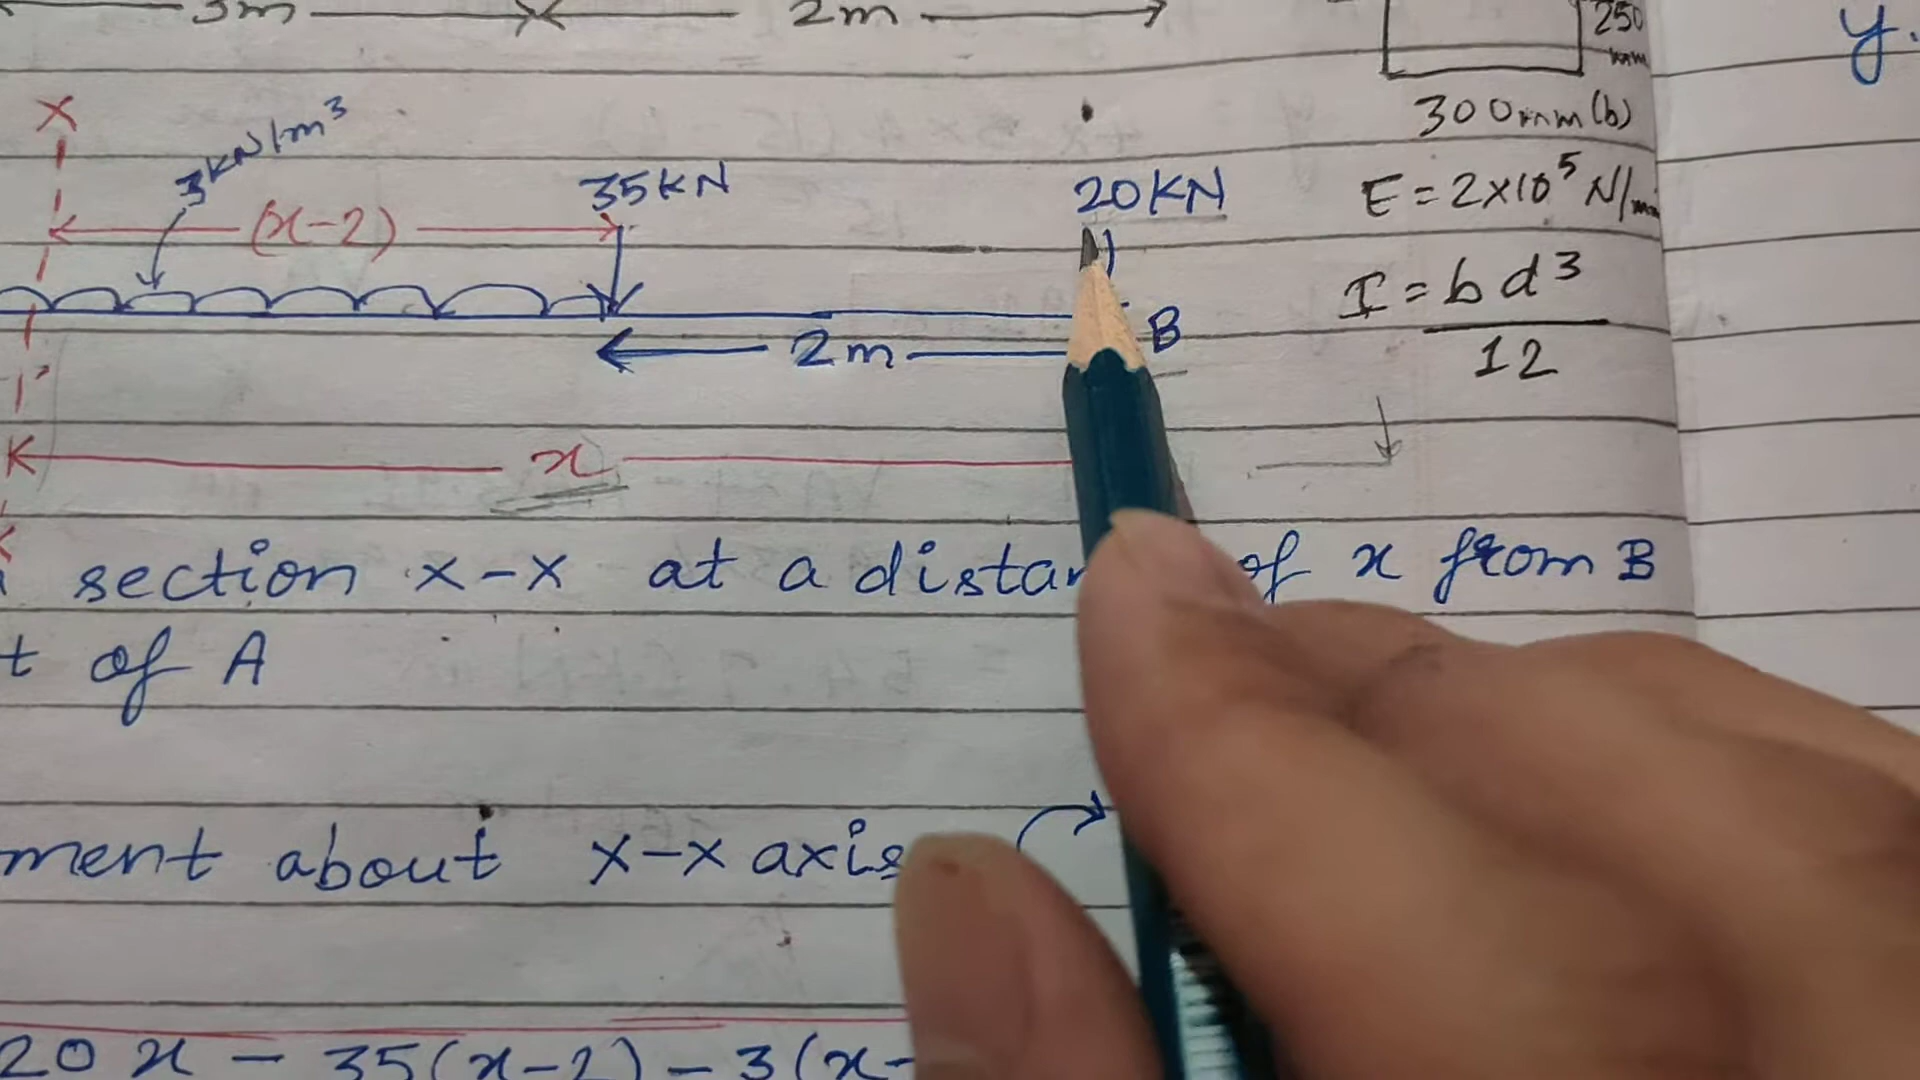 3m 2m
250
mm
y.
300mm(b)
x
3kN/m³
35KN
20KN
E = 2×10⁵ N/mm
(x-2)
I = bd³
12
2m
B
x
section x-x at a distan of x from B
t of A
ment about x-x axis
20x - 35(x-2) - 3(x-